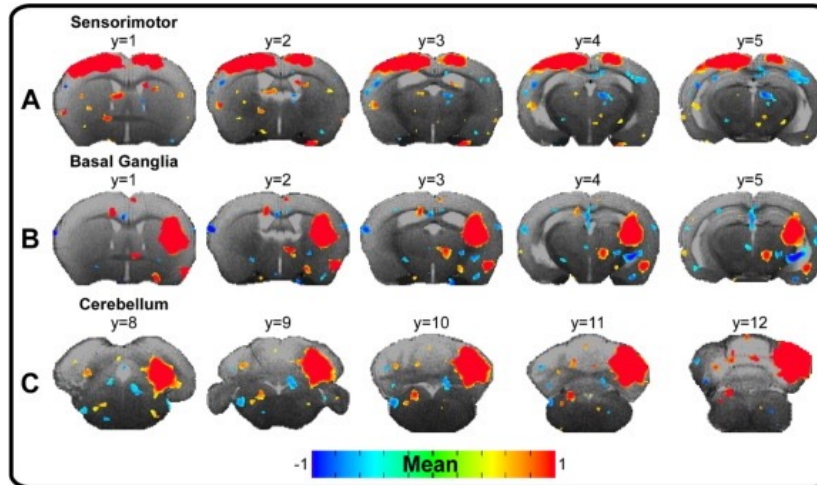 Sensorimotor
y=1 y=2 y=3 y=4 y=5
A
Basal Ganglia
y=1 y=2 y=3 y=4 y=5
B
Cerebellum
y=8 y=9 y=10 y=11 y=12
C
-1 Mean 1